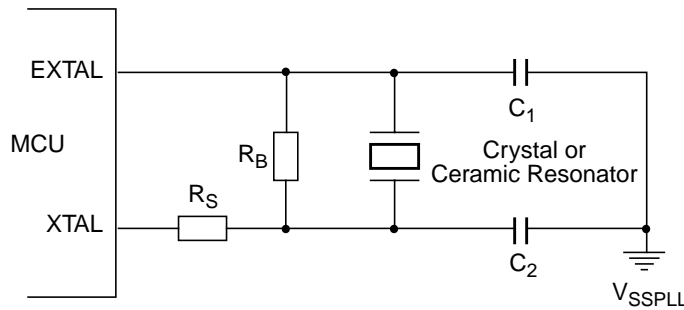 EXTAL
C1
MCU
RB
Crystal or
Ceramic Resonator
RS
XTAL
C2
VSSPLL